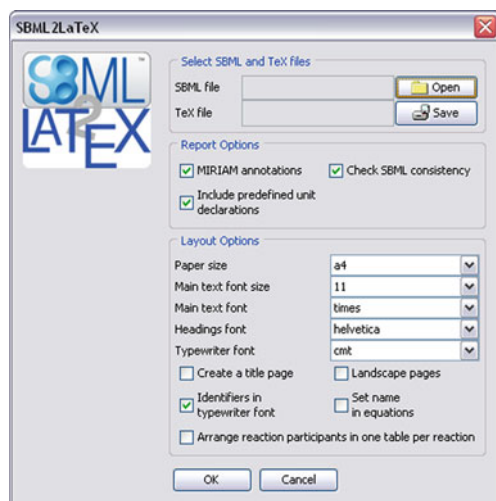 SBML2LaTeX
SBML™
2
LATEX
Select SBML and TeX files
SBML file
Open
TeX file
Save
Report Options
MIRIAM annotations
Check SBML consistency
Include predefined unit
declarations
Layout Options
Paper size
a4
Main text font size
11
Main text font
times
Headings font
helvetica
Typewriter font
cmt
Create a title page
Landscape pages
Identifiers in
typewriter font
Set name
in equations
Arrange reaction participants in one table per reaction
OK
Cancel